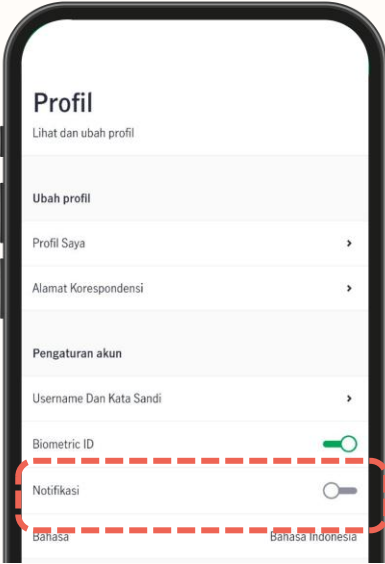 Profil
Lihat dan ubah profil
Ubah profil
Profil Saya
Alamat Korespondensi
Pengaturan akun
Username Dan Kata Sandi
Biometric ID
Notifikasi
Bahasa Bahasa Indonesia